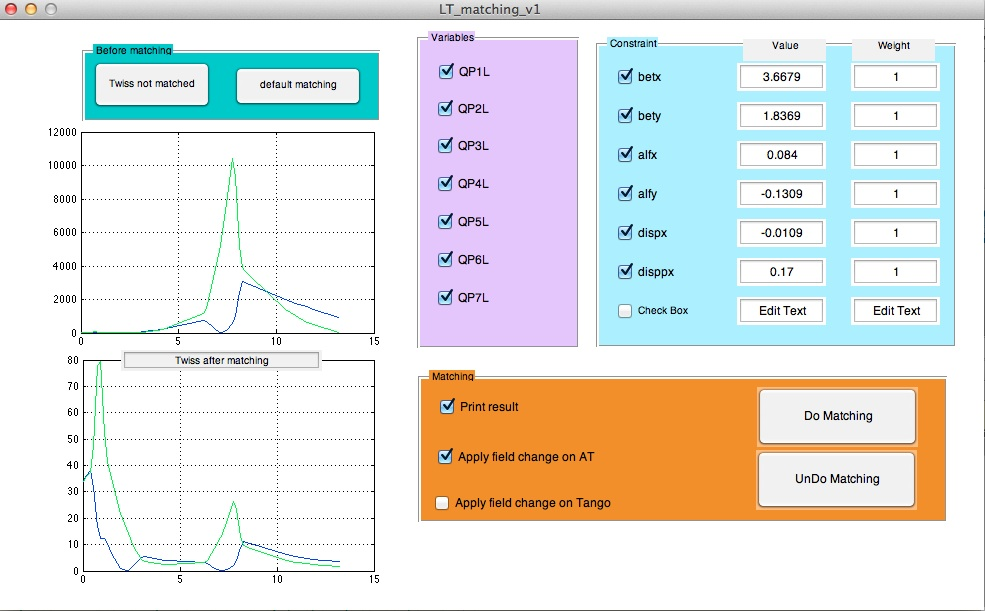 LT_matching_v1
Before matching
Twiss not matched
default matching
12000
10000
8000
6000
4000
2000
0
0 5 10 15
Twiss after matching
80
70
60
50
40
30
20
10
0
0 5 10 15
Variables
QP1L
QP2L
QP3L
QP4L
QP5L
QP6L
QP7L
Constraint Value Weight
betx 3.6679 1
bety 1.8369 1
alfx 0.084 1
alfy -0.1309 1
dispx -0.0109 1
disppx 0.17 1
Check Box Edit Text Edit Text
Matching
Print result
Apply field change on AT
Apply field change on Tango
Do Matching
UnDo Matching